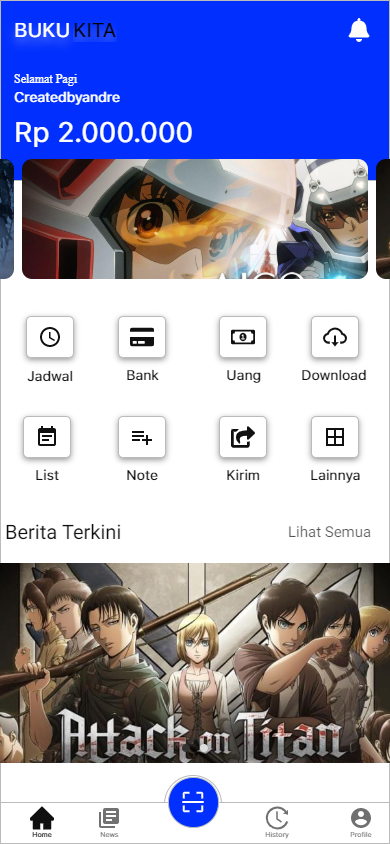 BUKU KITA
Selamat Pagi
Createdbyandre
Rp 2.000.000
Jadwal Bank Uang Download
List Note Kirim Lainnya
Berita Terkini Lihat Semua
Attack on Titan
Home News History Profile